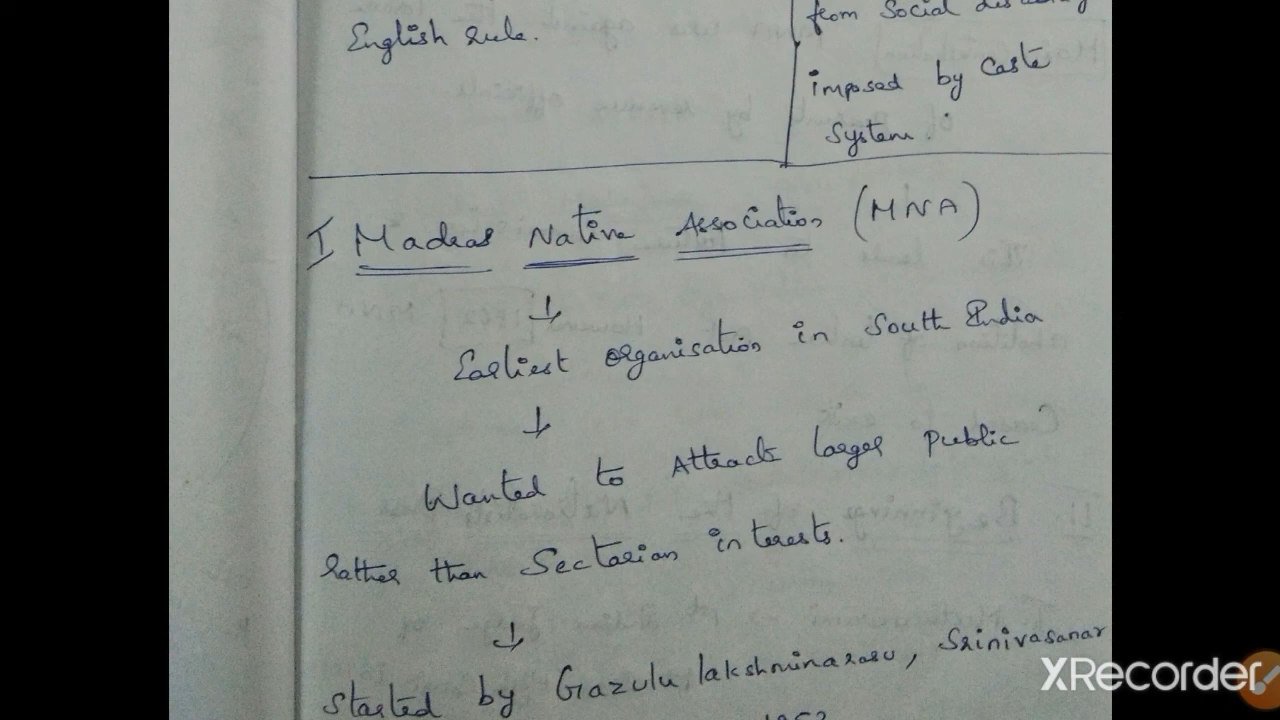 from Social
English rule.
imposed by Caste
System.
I Madras Native Association (MNA)
Earliest organisation in South India
Wanted to Attract larger public
rather than Sectarian interests.
started by Gazulu lakshminarasu, Srinivasanar
XRecorder